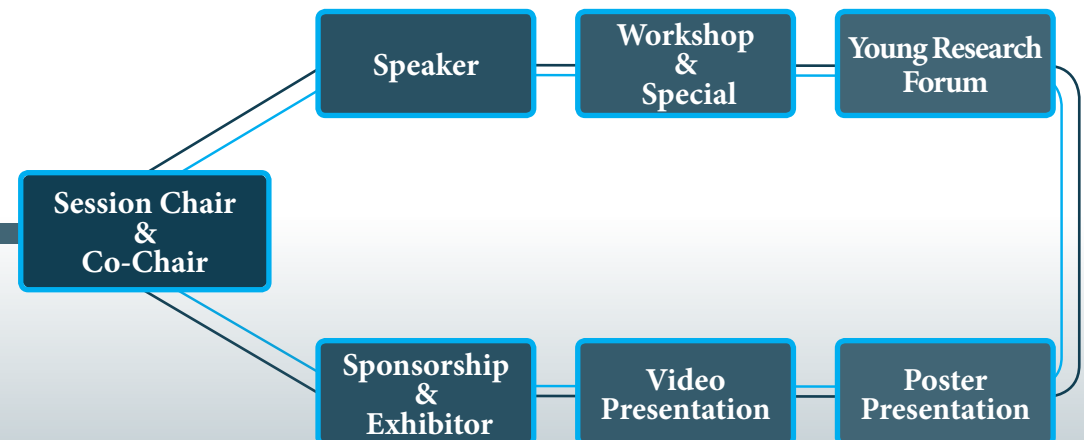 Speaker
Workshop
&
Special
Young Research
Forum
Session Chair
&
Co-Chair
Sponsorship
&
Exhibitor
Video
Presentation
Poster
Presentation